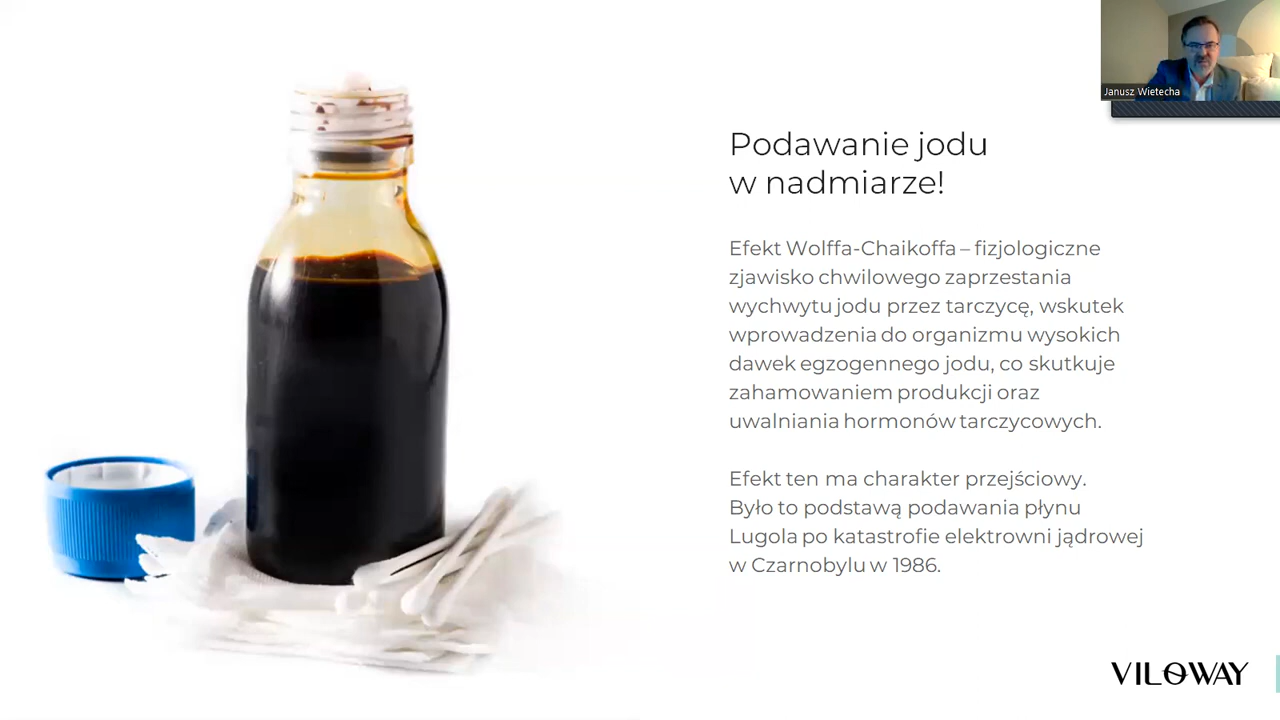 Janusz Wietecha
Podawanie jodu
w nadmiarze!
Efekt Wolffa-Chaikoffa – fizjologiczne
zjawisko chwilowego zaprzestania
wychwytu jodu przez tarczycę, wskutek
wprowadzenia do organizmu wysokich
dawek egzogennego jodu, co skutkuje
zahamowaniem produkcji oraz
uwalniania hormonów tarczycowych.
Efekt ten ma charakter przejściowy.
Było to podstawą podawania płynu
Lugola po katastrofie elektrowni jądrowej
w Czarnobylu w 1986.
VILOWAY